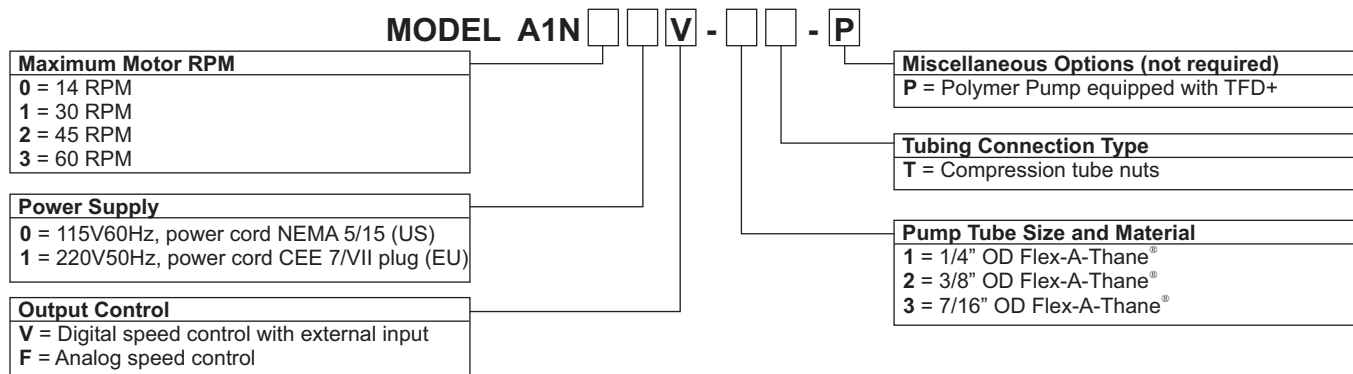 MODEL A1N V - - P
Maximum Motor RPM
0 = 14 RPM
1 = 30 RPM
2 = 45 RPM
3 = 60 RPM
Power Supply
0 = 115V60Hz, power cord NEMA 5/15 (US)
1 = 220V50Hz, power cord CEE 7/VII plug (EU)
Output Control
V = Digital speed control with external input
F = Analog speed control
Miscellaneous Options (not required)
P = Polymer Pump equipped with TFD+
Tubing Connection Type
T = Compression tube nuts
Pump Tube Size and Material
1 = 1/4” OD Flex-A-Thane®
2 = 3/8” OD Flex-A-Thane®
3 = 7/16” OD Flex-A-Thane®